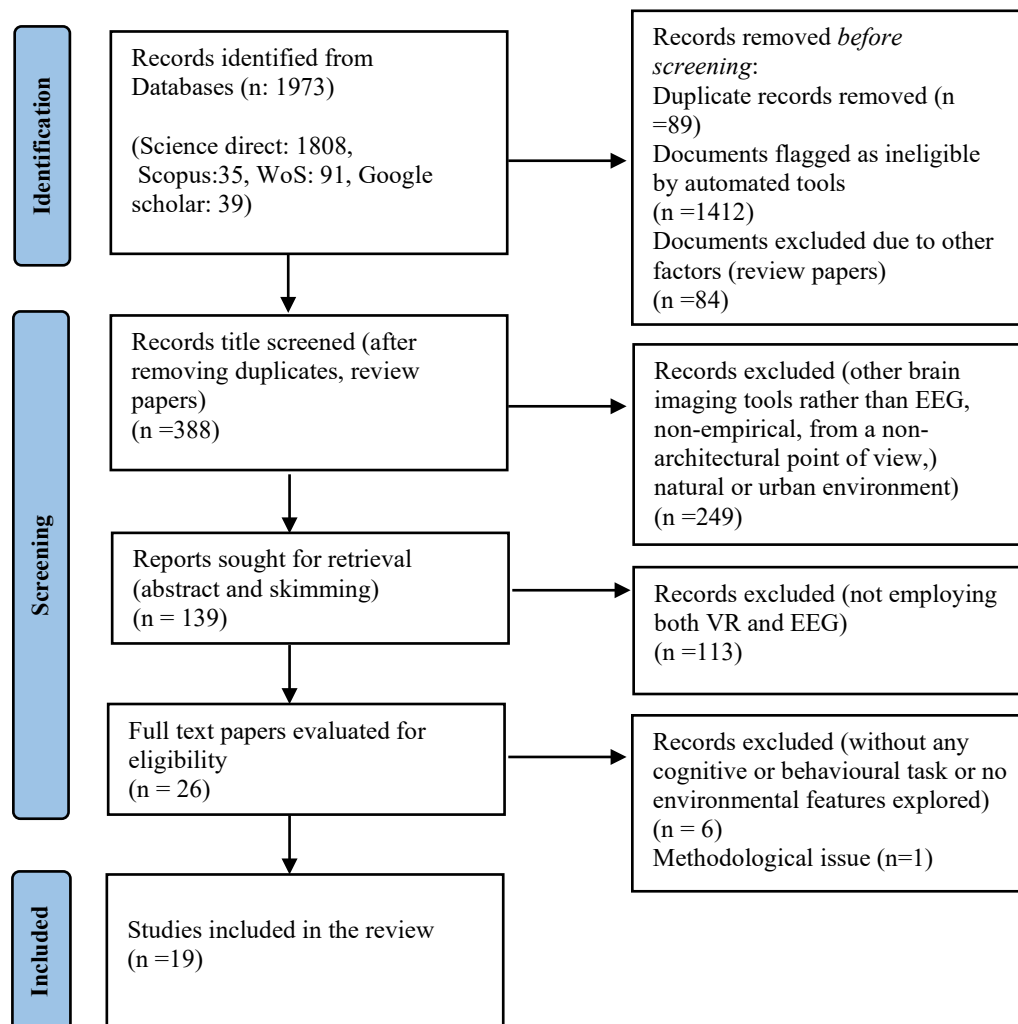 Identification
Records identified from
Databases (n: 1973)
(Science direct: 1808,
Scopus:35, WoS: 91, Google
scholar: 39)
Records removed before
screening:
Duplicate records removed (n
=89)
Documents flagged as ineligible
by automated tools
(n =1412)
Documents excluded due to other
factors (review papers)
(n =84)
Screening
Records title screened (after
removing duplicates, review
papers)
(n =388)
Records excluded (other brain
imaging tools rather than EEG,
non-empirical, from a non-
architectural point of view,)
natural or urban environment)
(n =249)
Reports sought for retrieval
(abstract and skimming)
(n = 139)
Records excluded (not employing
both VR and EEG)
(n =113)
Full text papers evaluated for
eligibility
(n = 26)
Records excluded (without any
cognitive or behavioural task or no
environmental features explored)
(n = 6)
Methodological issue (n=1)
Included
Studies included in the review
(n =19)